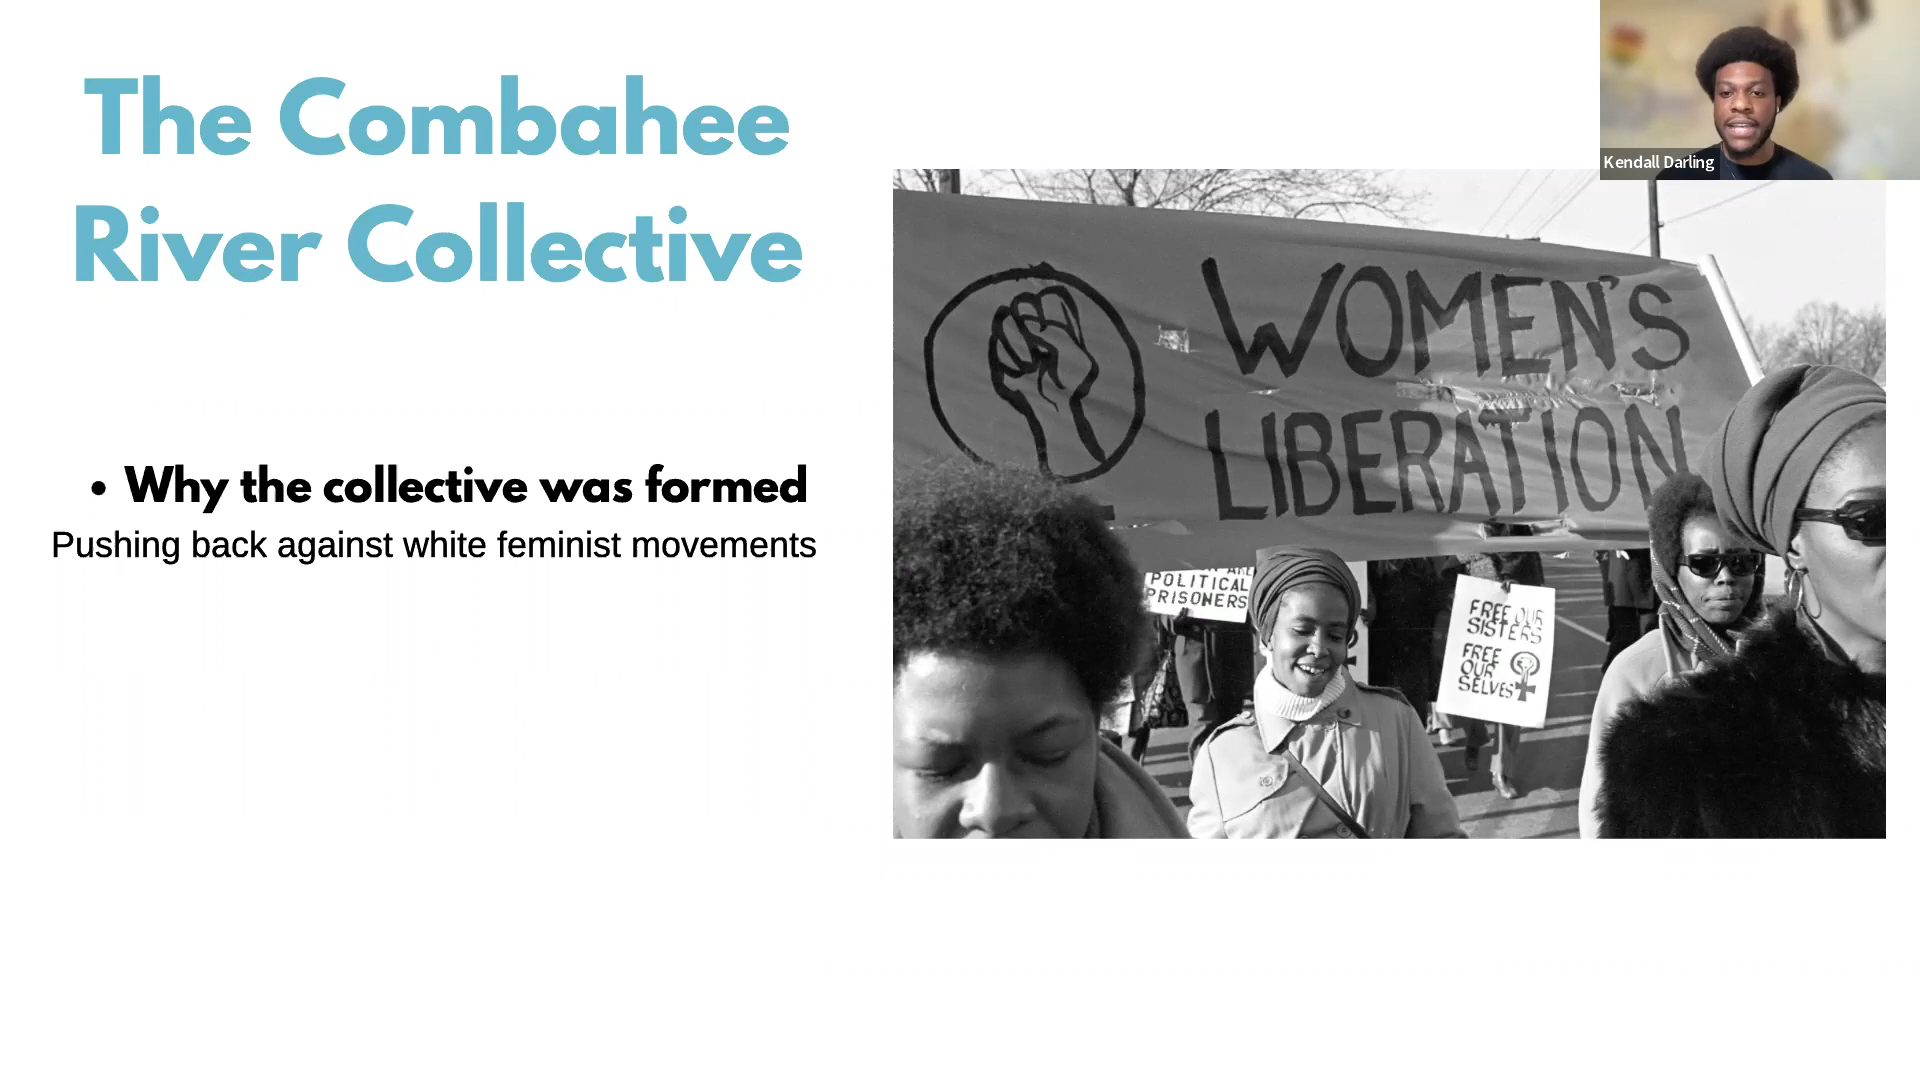 The Combahee
River Collective
• Why the collective was formed
Pushing back against white feminist movements
Kendall Darling
WOMEN'S
LIBERATION
POLITICAL
PRISONERS
FREE OUR
SISTERS
FREE
OUR
SELVES